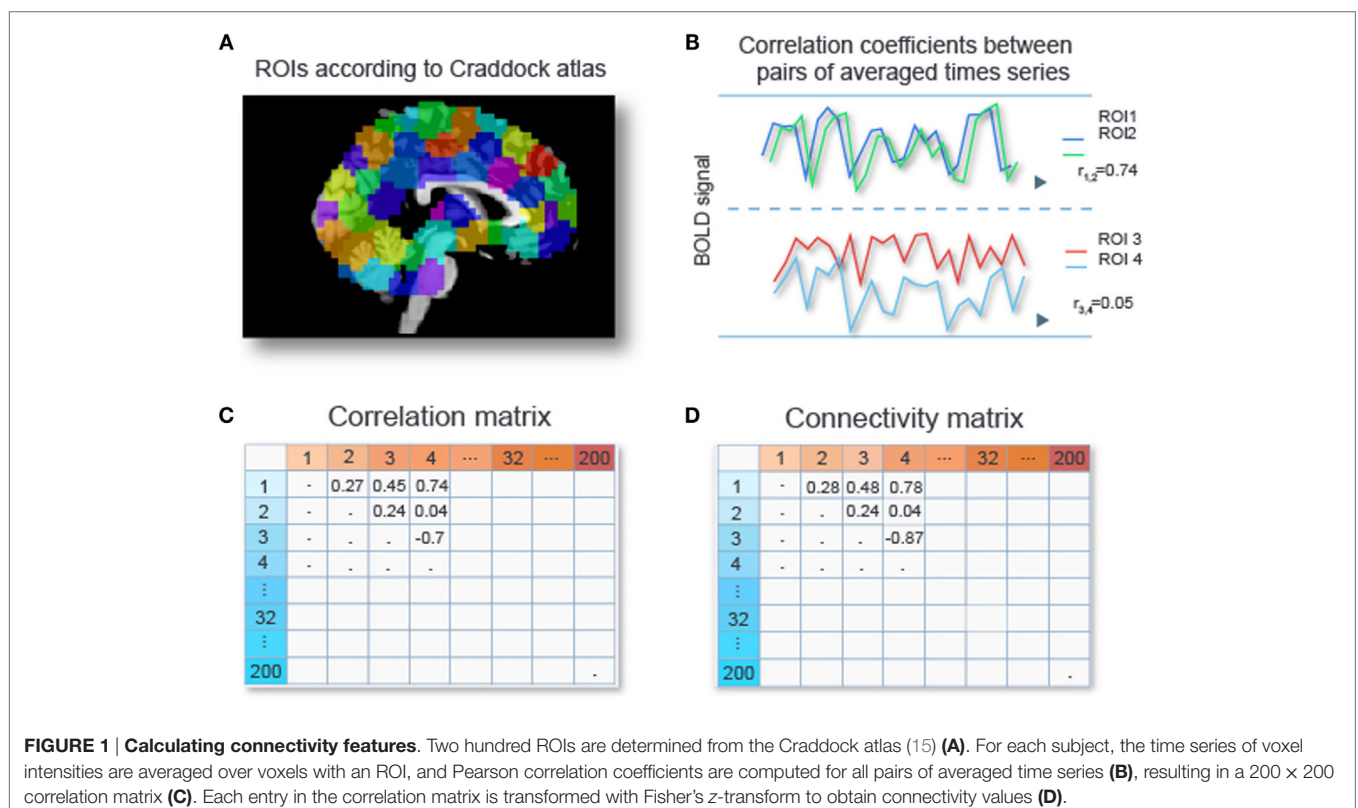 A
ROIs according to Craddock atlas
B
Correlation coefficients between
pairs of averaged times series
BOLD signal
ROI1
ROI2
r1,2=0.74
ROI 3
ROI 4
r3,4=0.05
C
Correlation matrix
1 2 3 4 ... 32 ... 200
1 - 0.27 0.45 0.74
2 - . 0.24 0.04
3 - . . -0.7
4 . . . .
⋮
32
⋮
200 .
D
Connectivity matrix
1 2 3 4 ... 32 ... 200
1 - 0.28 0.48 0.78
2 - . 0.24 0.04
3 - . . -0.87
4 - . . .
⋮
32
⋮
200 .
FIGURE 1 | Calculating connectivity features. Two hundred ROIs are determined from the Craddock atlas (15) (A). For each subject, the time series of voxel
intensities are averaged over voxels with an ROI, and Pearson correlation coefficients are computed for all pairs of averaged time series (B), resulting in a 200 × 200
correlation matrix (C). Each entry in the correlation matrix is transformed with Fisher's z-transform to obtain connectivity values (D).